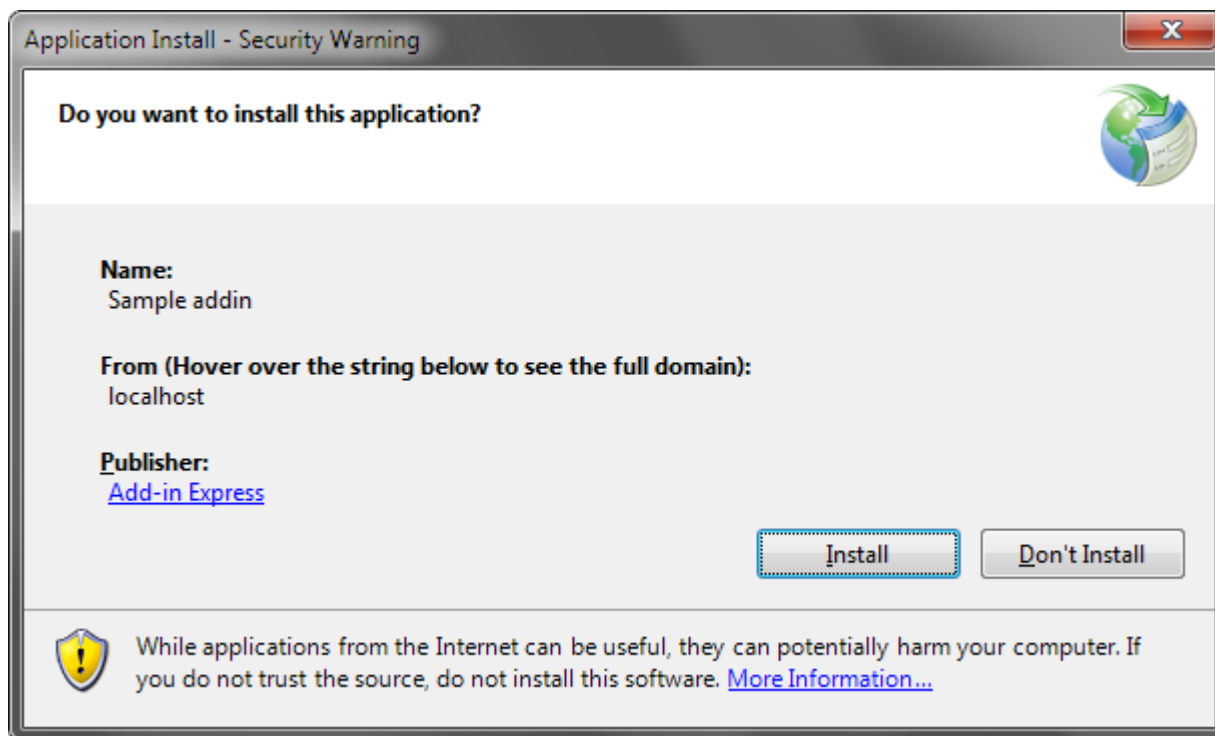 Application Install - Security Warning
Do you want to install this application?
Name:
Sample addin
From (Hover over the string below to see the full domain):
localhost
Publisher:
Add-in Express
Install
Don't Install
While applications from the Internet can be useful, they can potentially harm your computer. If
you do not trust the source, do not install this software. More Information...